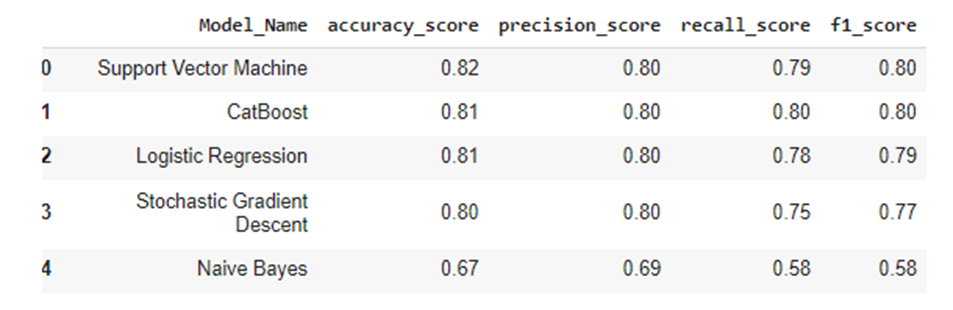 Model_Name accuracy_score precision_score recall_score f1_score
0 Support Vector Machine 0.82 0.80 0.79 0.80
1 CatBoost 0.81 0.80 0.80 0.80
2 Logistic Regression 0.81 0.80 0.78 0.79
3 Stochastic Gradient Descent 0.80 0.80 0.75 0.77
4 Naive Bayes 0.67 0.69 0.58 0.58